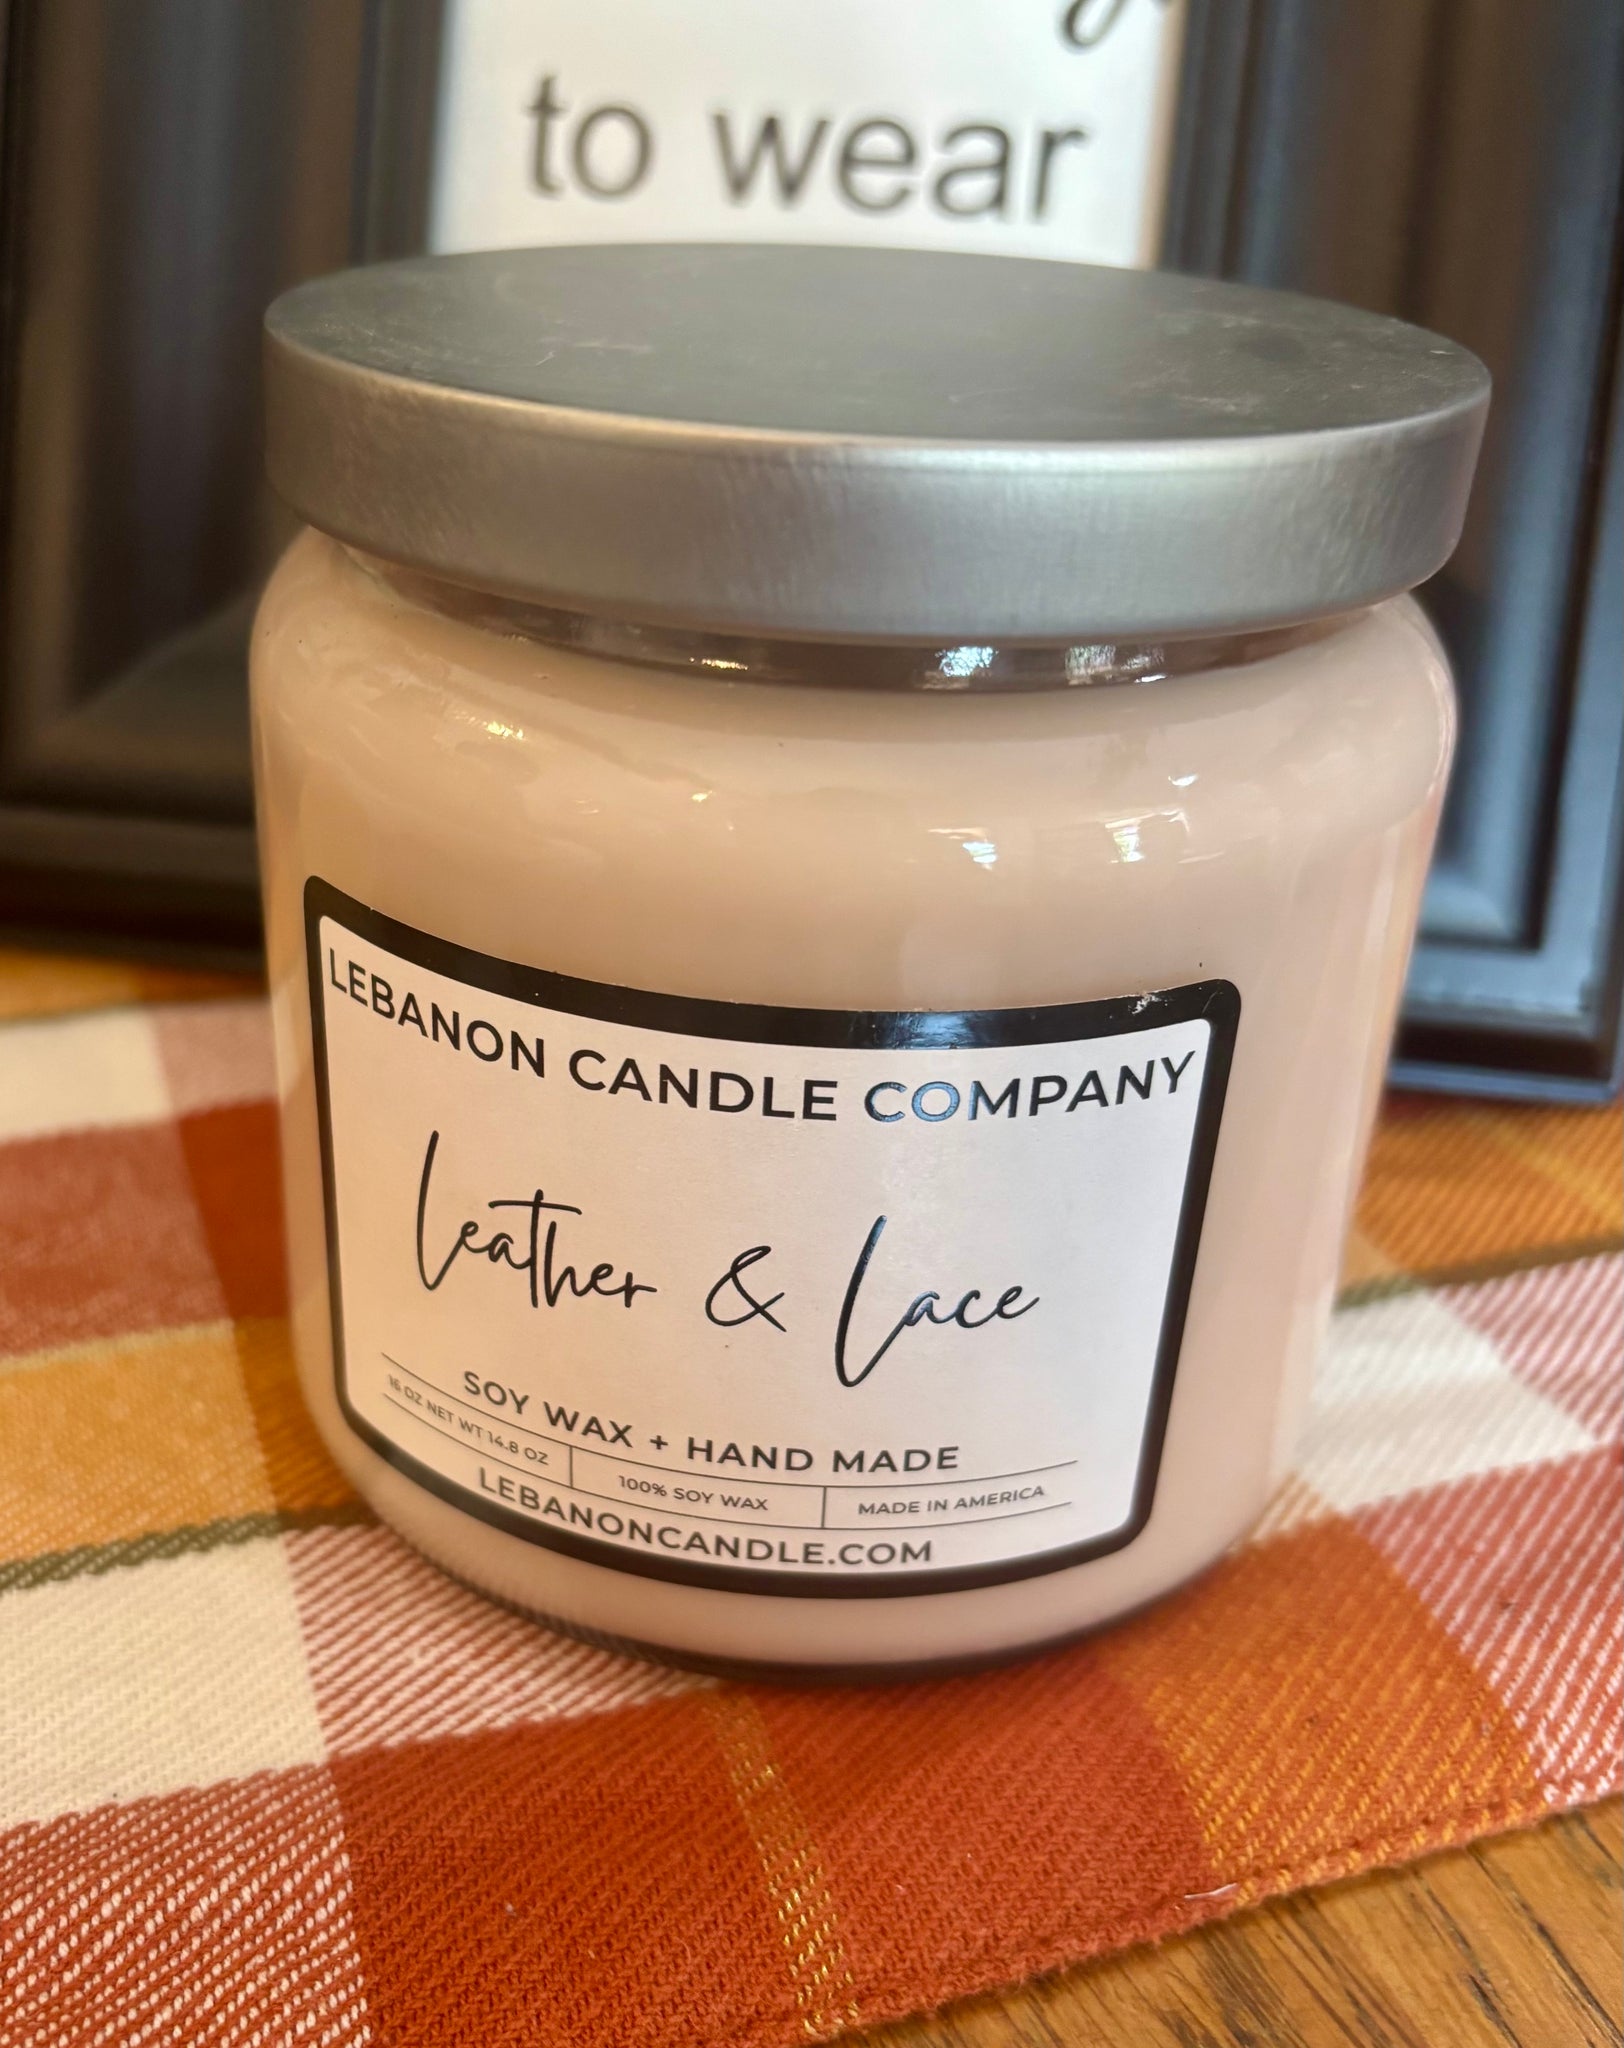 to wear
LEBANON CANDLE COMPANY
Leather & Lace
SOY WAX + HAND MADE
16 OZ NET WT 14.8 OZ
100% SOY WAX
MADE IN AMERICA
LEBANONCANDLE.COM